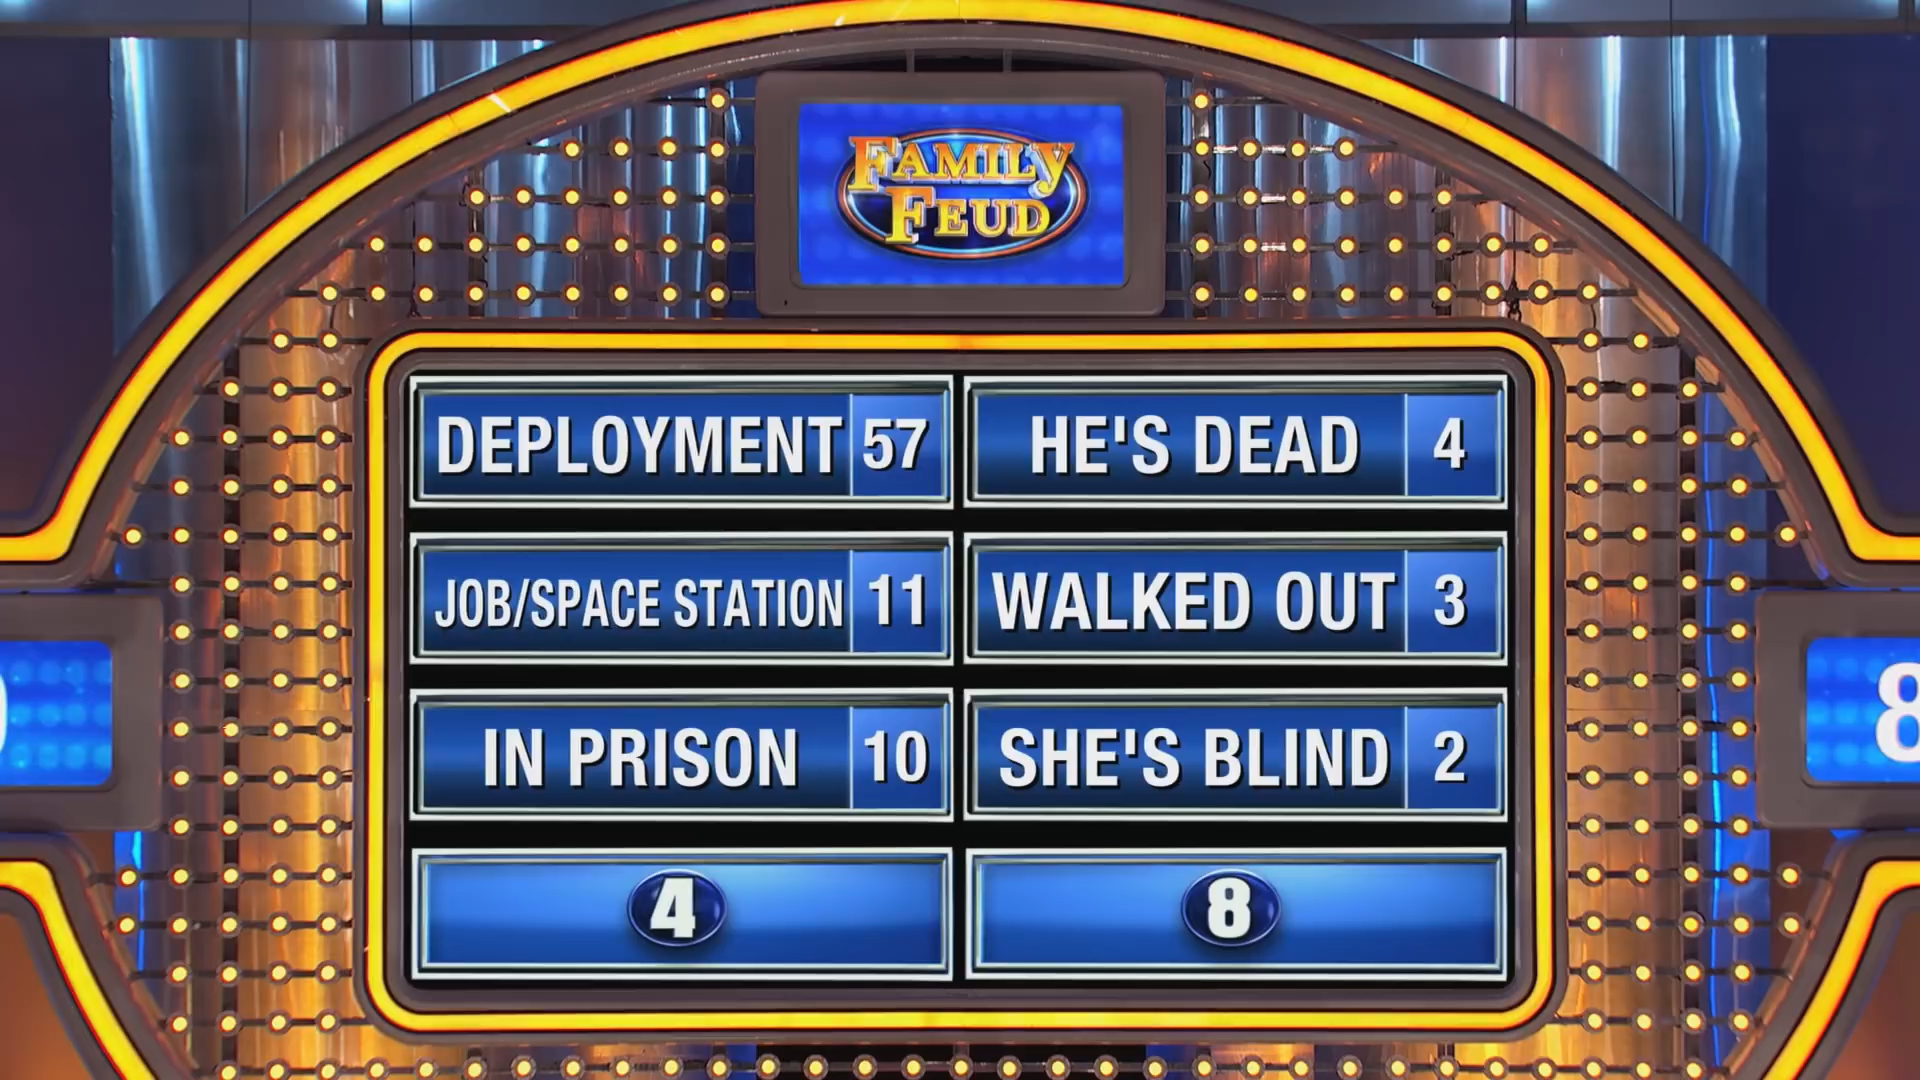 FAMILY
FEUD
DEPLOYMENT 57
JOB/SPACE STATION 11
IN PRISON 10
4
HE'S DEAD 4
WALKED OUT 3
SHE'S BLIND 2
8
8